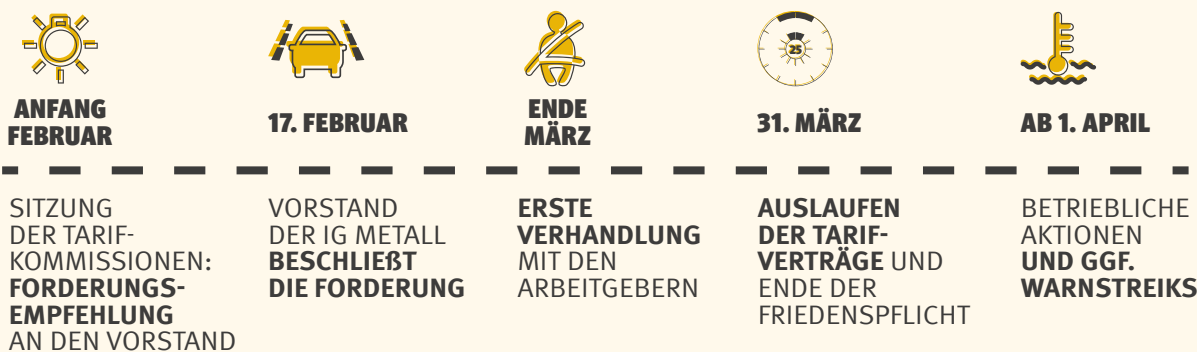 25
ANFANG
FEBRUAR
SITZUNG
DER TARIF-
KOMMISSIONEN:
FORDERUNGS-
EMPFEHLUNG
AN DEN VORSTAND
17. FEBRUAR
VORSTAND
DER IG METALL
BESCHLIEẞT
DIE FORDERUNG
ENDE
MÄRZ
ERSTE
VERHANDLUNG
MIT DEN
ARBEITGEBERN
31. MÄRZ
AUSLAUFEN
DER TARIF-
VERTRÄGE UND
ENDE DER
FRIEDENSPFLICHT
AB 1. APRIL
BETRIEBLICHE
AKTIONEN
UND GGF.
WARNSTREIKS